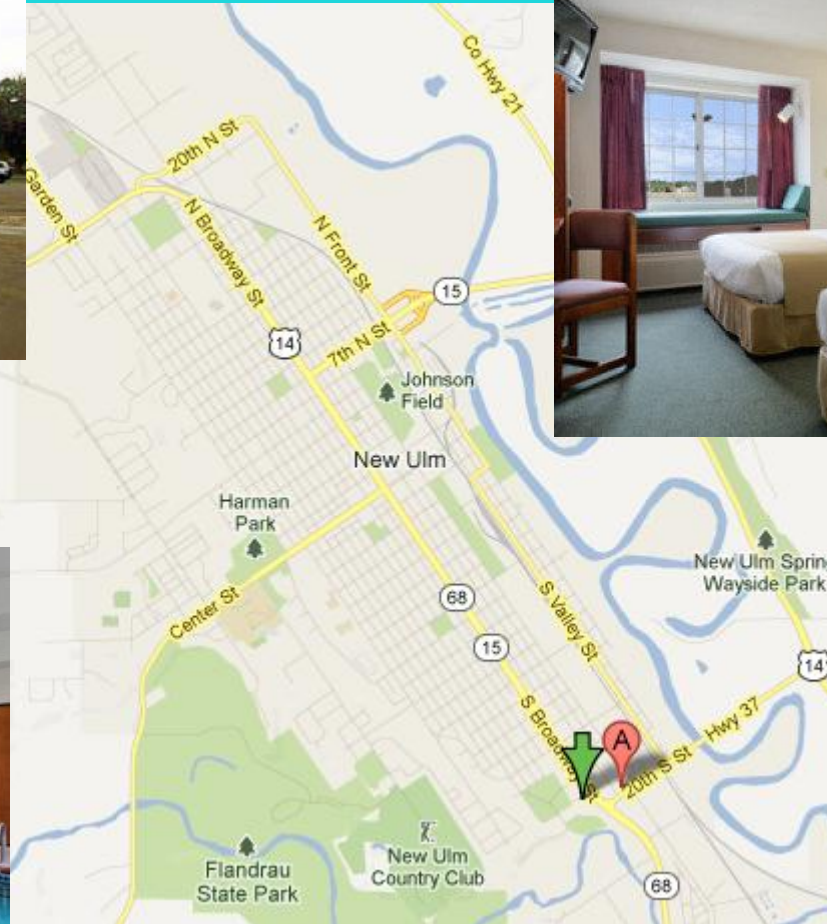 Co Hwy 21
20th N St
Garden St
N Broadway St
N Front St
15
14
7th N St
Johnson
Field
New Ulm
Harman
Park
New Ulm Sprin
Wayside Park
68
S Valley St
Center St
15
14
S Broadway St
A
Hwy 37
20th S St
New Ulm
Country Club
Flandrau
State Park
68